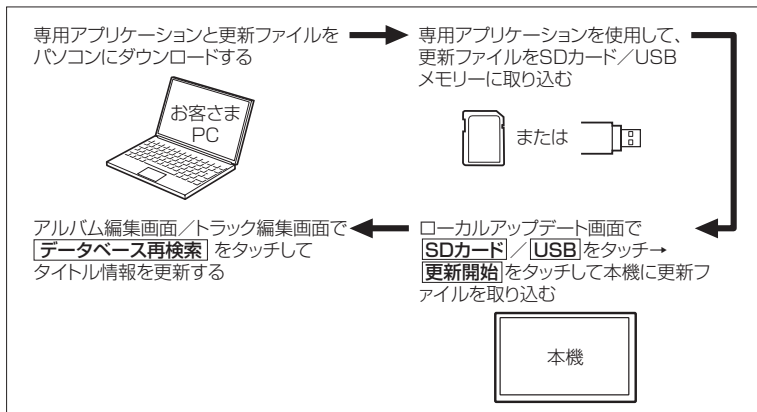 専用アプリケーションと更新ファイルを
パソコンにダウンロードする
お客さま
PC
専用アプリケーションを使用して、
更新ファイルをSDカード／USB
メモリーに取り込む
または
ローカルアップデート画面で
SDカード／USBをタッチ→
更新開始をタッチして本機に更新フ
ァイルを取り込む
本機
アルバム編集画面／トラック編集画面で
データベース再検索 をタッチして
タイトル情報を更新する